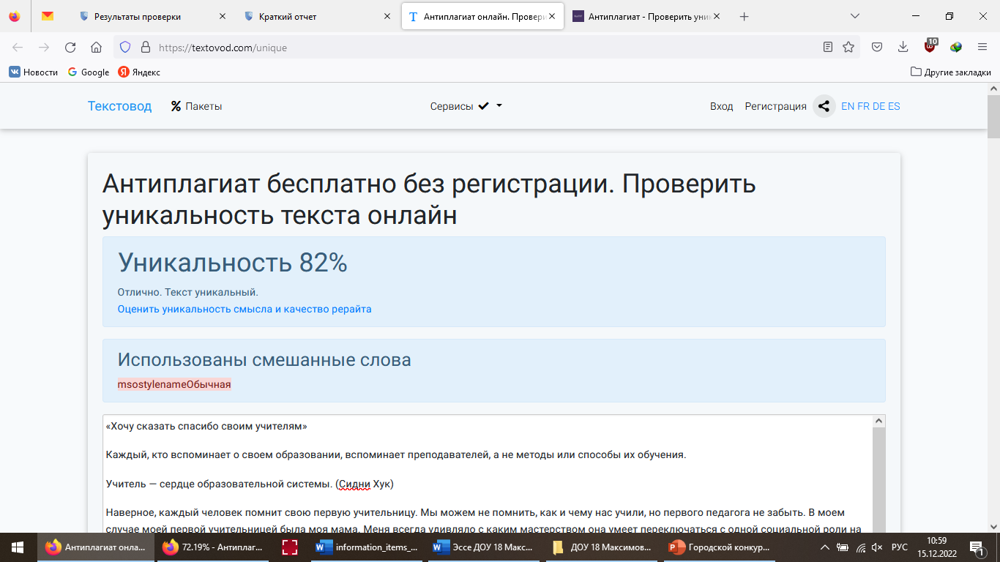 Результаты проверки
Краткий отчет
Антиплагиат онлайн. Провери
Антиплагиат - Проверить уник
https://textovod.com/unique
10
Новости
Google
Яндекс
Другие закладки
Текстовод
Пакеты
Сервисы
Вход
Регистрация
EN FR DE ES
Антиплагиат бесплатно без регистрации. Проверить
уникальность текста онлайн
Уникальность 82%
Отлично. Текст уникальный.
Оценить уникальность смысла и качество рерайта
Использованы смешанные слова
msostylenameОбычная
«Хочу сказать спасибо своим учителям»
Каждый, кто вспоминает о своем образовании, вспоминает преподавателей, а не методы или способы их обучения.
Учитель — сердце образовательной системы. (Сидни Хук)
Наверное, каждый человек помнит свою первую учительницу. Мы можем не помнить, как и чему нас учили, но первого педагога не забыть. В моем
случае моей первой учительницей была моя мама. Меня всегда удивляло с каким мастерством она умеет переключаться с одной социальной роли на
Антиплагиат онла...
72.19% - Антиплаг...
information_items_...
Эссе ДОУ 18 Макс...
ДОУ 18 Максимов...
Городской конкур...
РУС
10:59
15.12.2022
1